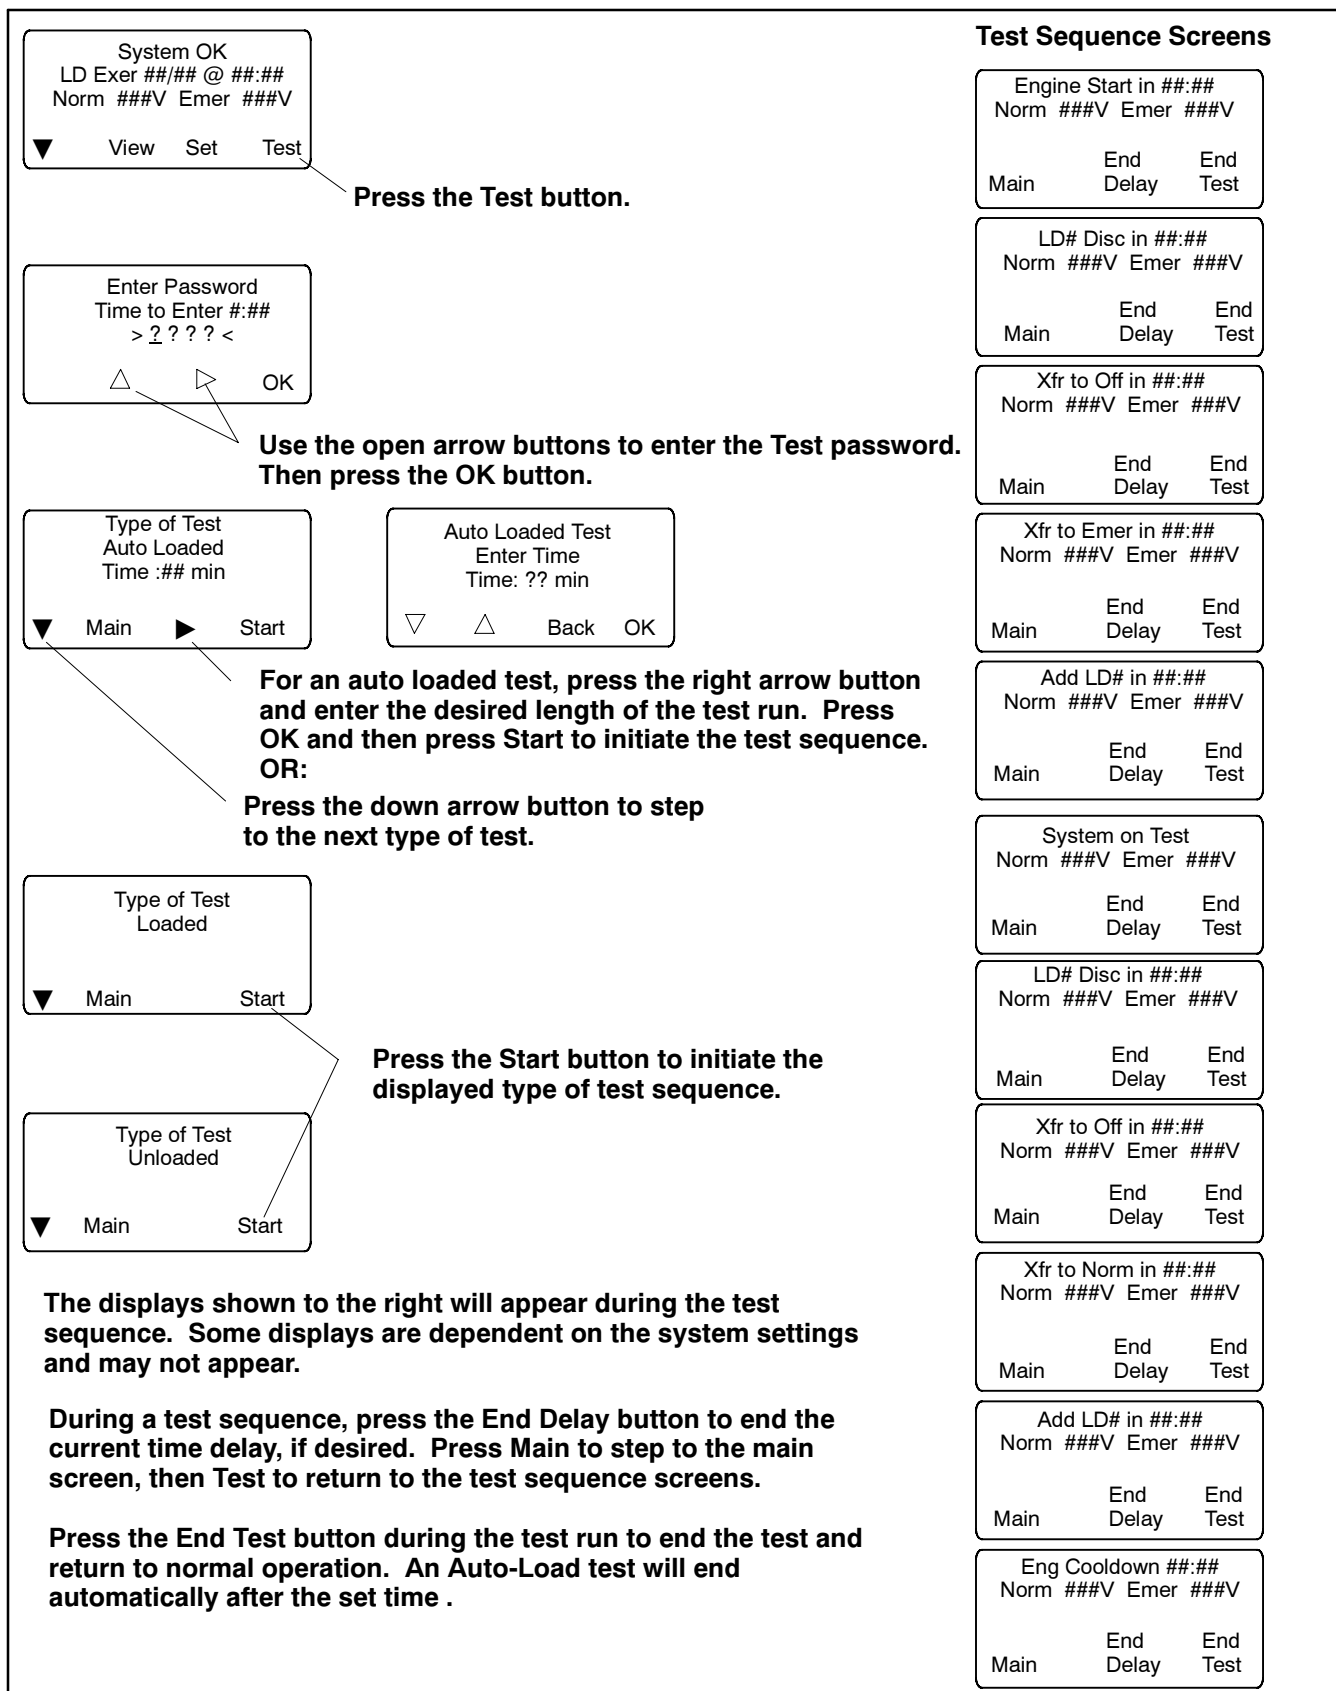 System OK
LD Exer ##/## @ ##:##
Norm ###V Emer ###V
▼ View Set Test
Press the Test button.
Enter Password
Time to Enter #:##
> ? ? ? ? <
△ ▷ OK
Use the open arrow buttons to enter the Test password.
Then press the OK button.
Type of Test
Auto Loaded
Time :## min
▼ Main ▶ Start
Auto Loaded Test
Enter Time
Time: ?? min
▽ △ Back OK
For an auto loaded test, press the right arrow button
and enter the desired length of the test run. Press
OK and then press Start to initiate the test sequence.
OR:
Press the down arrow button to step
to the next type of test.
Type of Test
Loaded
▼ Main Start
Press the Start button to initiate the
displayed type of test sequence.
Type of Test
Unloaded
▼ Main Start
The displays shown to the right will appear during the test
sequence. Some displays are dependent on the system settings
and may not appear.
During a test sequence, press the End Delay button to end the
current time delay, if desired. Press Main to step to the main
screen, then Test to return to the test sequence screens.
Press the End Test button during the test run to end the test and
return to normal operation. An Auto-Load test will end
automatically after the set time .
Test Sequence Screens
Engine Start in ##:##
Norm ###V Emer ###V
End End
Main Delay Test
LD# Disc in ##:##
Norm ###V Emer ###V
End End
Main Delay Test
Xfr to Off in ##:##
Norm ###V Emer ###V
End End
Main Delay Test
Xfr to Emer in ##:##
Norm ###V Emer ###V
End End
Main Delay Test
Add LD# in ##:##
Norm ###V Emer ###V
End End
Main Delay Test
System on Test
Norm ###V Emer ###V
End End
Main Delay Test
LD# Disc in ##:##
Norm ###V Emer ###V
End End
Main Delay Test
Xfr to Off in ##:##
Norm ###V Emer ###V
End End
Main Delay Test
Xfr to Norm in ##:##
Norm ###V Emer ###V
End End
Main Delay Test
Add LD# in ##:##
Norm ###V Emer ###V
End End
Main Delay Test
Eng Cooldown ##:##
Norm ###V Emer ###V
End End
Main Delay Test